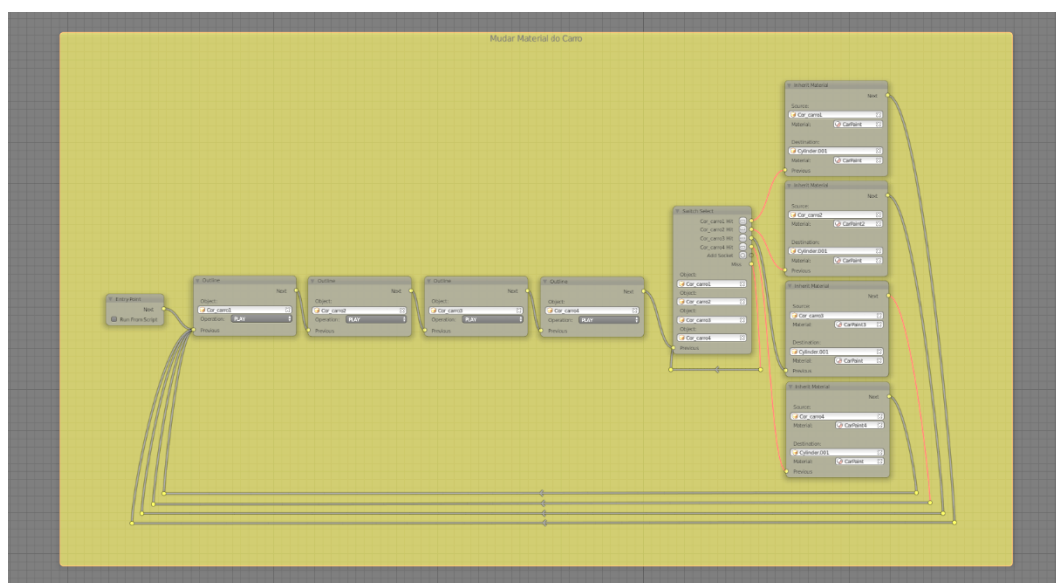 Mudar Material do Carro
Entry Point
Next
Run From Script
Outline
Next
Object:
Cor_carro1
Operation:
PLAY
Previous
Outline
Next
Object:
Cor_carro2
Operation:
PLAY
Previous
Outline
Next
Object:
Cor_carro3
Operation:
PLAY
Previous
Outline
Next
Object:
Cor_carro4
Operation:
PLAY
Previous
Switch Select
Cor_carro1 Hit
Cor_carro2 Hit
Cor_carro3 Hit
Cor_carro4 Hit
Add Socket
Miss
Object:
Cor_carro1
Object:
Cor_carro2
Object:
Cor_carro3
Object:
Cor_carro4
Previous
Inherit Material
Next
Source:
Cor_carro1
Material:
CarPaint
Destination:
Cylinder.001
Material:
CarPaint
Previous
Inherit Material
Next
Source:
Cor_carro2
Material:
CarPaint2
Destination:
Cylinder.001
Material:
CarPaint
Previous
Inherit Material
Next
Source:
Cor_carro3
Material:
CarPaint3
Destination:
Cylinder.001
Material:
CarPaint
Previous
Inherit Material
Next
Source:
Cor_carro4
Material:
CarPaint4
Destination:
Cylinder.001
Material:
CarPaint
Previous